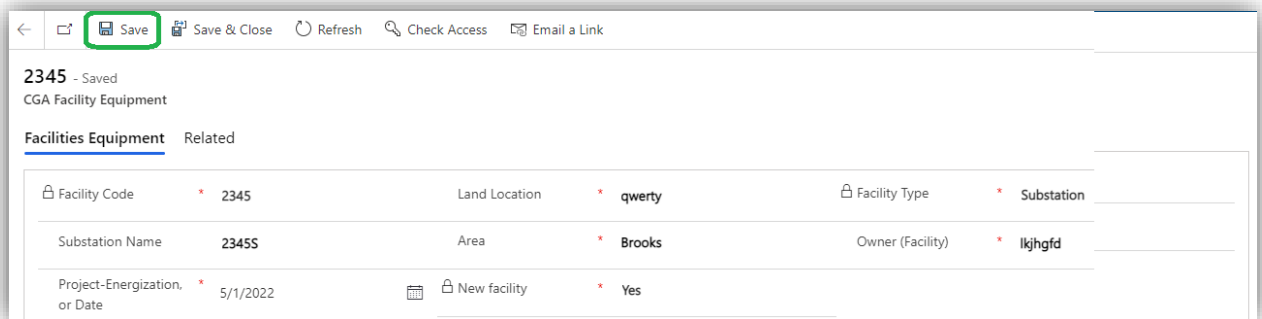 Save Save & Close Refresh Check Access Email a Link
2345 - Saved
CGA Facility Equipment
Facilities Equipment Related
Facility Code * 2345 Land Location * qwerty Facility Type * Substation
Substation Name 2345S Area * Brooks Owner (Facility) * lkjhgfd
Project-Energization, * 5/1/2022 New facility * Yes
or Date